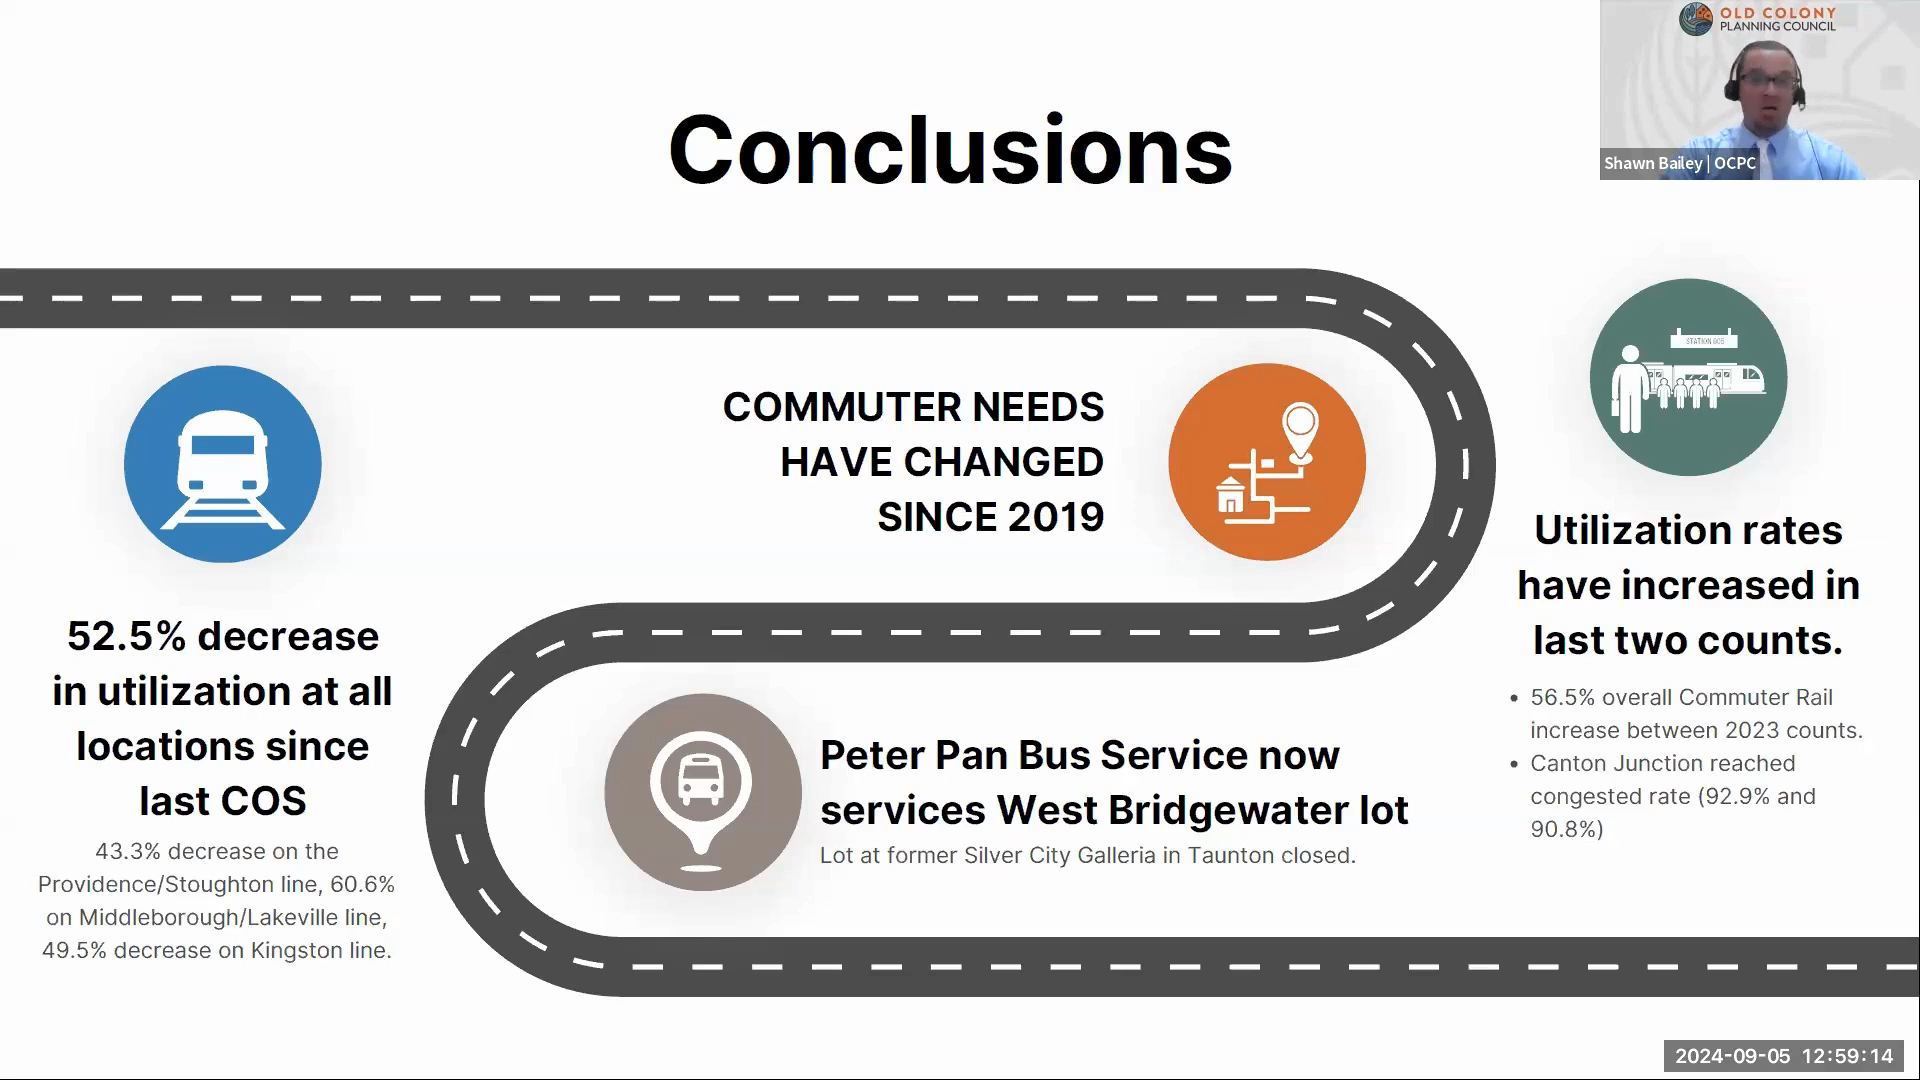 OLD COLONY
PLANNING COUNCIL
Shawn Bailey | OCPC
Conclusions
52.5% decrease
in utilization at all
locations since
last COS
43.3% decrease on the
Providence/Stoughton line, 60.6%
on Middleborough/Lakeville line,
49.5% decrease on Kingston line.
COMMUTER NEEDS
HAVE CHANGED
SINCE 2019
Peter Pan Bus Service now
services West Bridgewater lot
Lot at former Silver City Galleria in Taunton closed.
Utilization rates
have increased in
last two counts.
• 56.5% overall Commuter Rail
increase between 2023 counts.
• Canton Junction reached
congested rate (92.9% and
90.8%)
2024-09-05 12:59:14